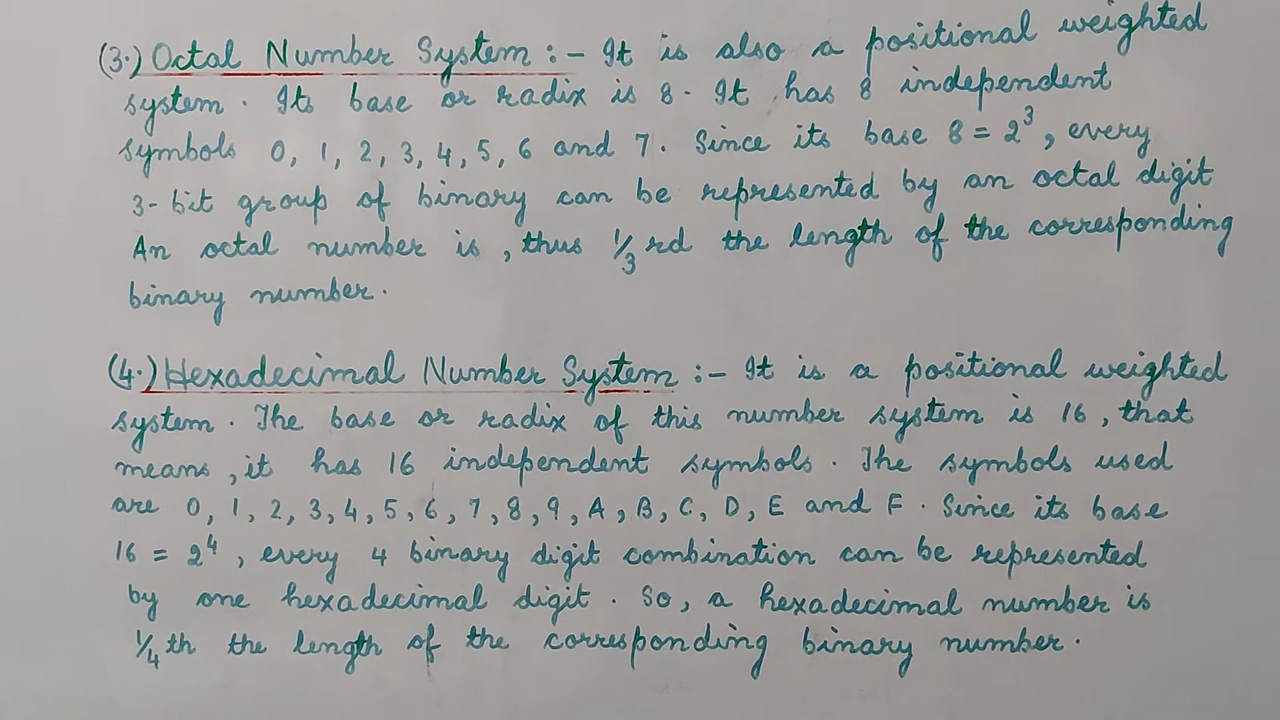 (3.) Octal Number System :- It is also a positional weighted
system. Its base or radix is 8. It has 8 independent
symbols 0, 1, 2, 3, 4, 5, 6 and 7. Since its base 8 = 2³, every
3-bit group of binary can be represented by an octal digit
An octal number is, thus 1/3 rd the length of the corresponding
binary number.
(4.) Hexadecimal Number System :- It is a positional weighted
system. The base or radix of this number system is 16, that
means, it has 16 independent symbols. The symbols used
are 0, 1, 2, 3, 4, 5, 6, 7, 8, 9, A, B, C, D, E and F. Since its base
16 = 2⁴, every 4 binary digit combination can be represented
by one hexadecimal digit. So, a hexadecimal number is
1/4 th the length of the corresponding binary number.